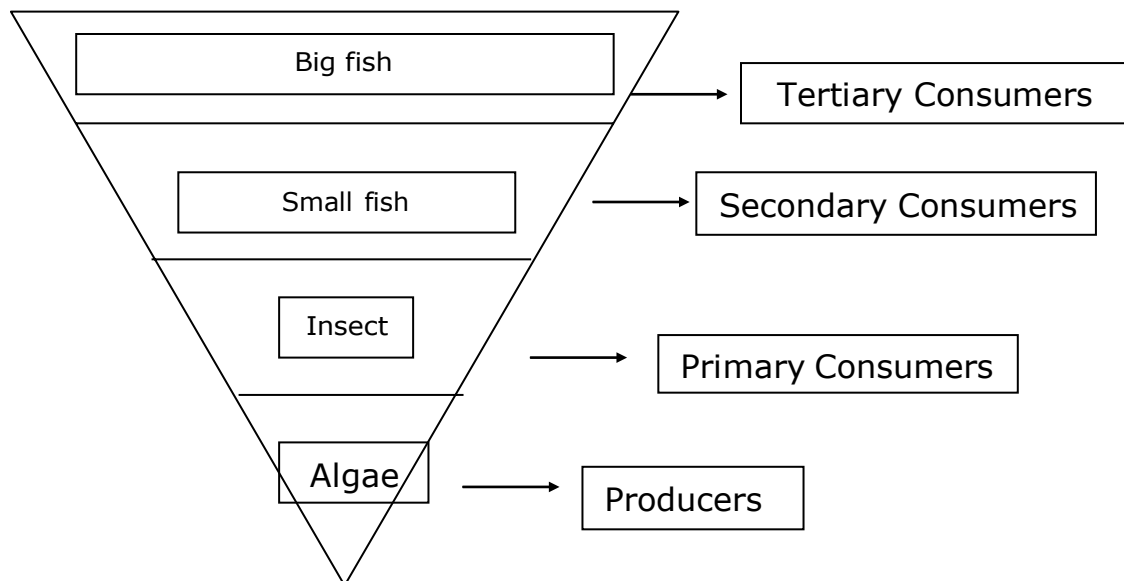 Big fish
Tertiary Consumers
Small fish
Secondary Consumers
Insect
Primary Consumers
Algae
Producers